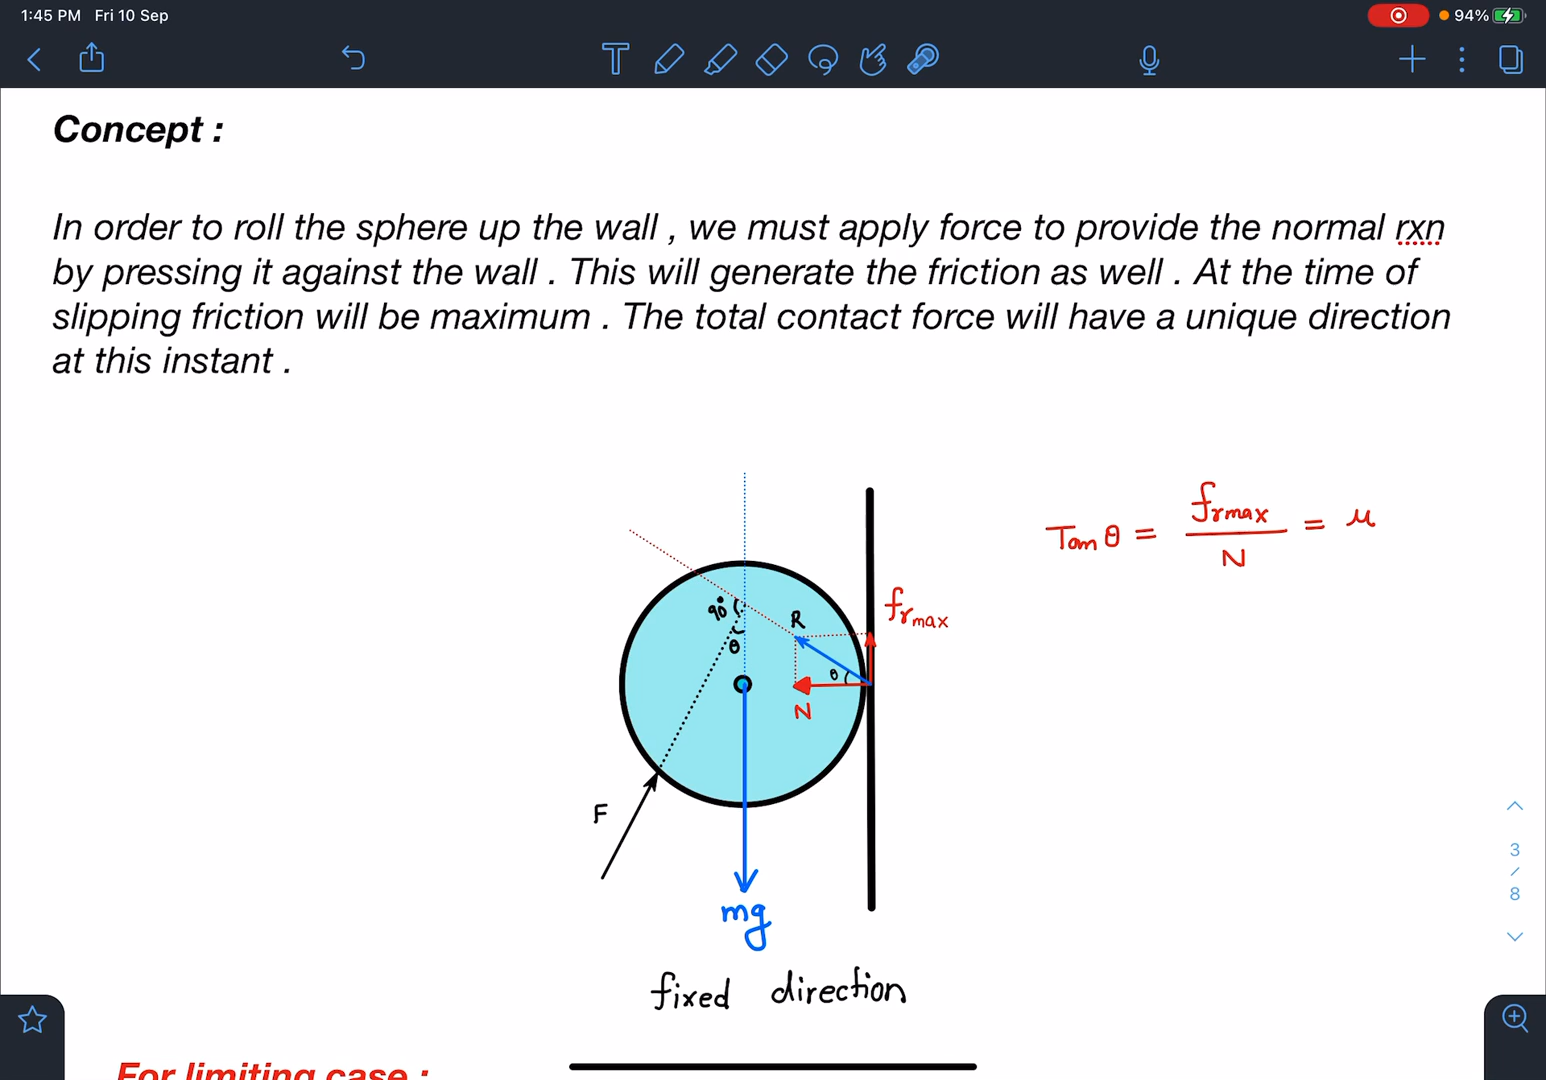 1:45 PM Fri 10 Sep
94%
T
Concept :
In order to roll the sphere up the wall , we must apply force to provide the normal rxn
by pressing it against the wall . This will generate the friction as well . At the time of
slipping friction will be maximum . The total contact force will have a unique direction
at this instant .
Tan θ = frmax / N = μ
90°
R
frmax
θ
θ
N
F
mg
3
/
8
fixed direction
For limiting case :